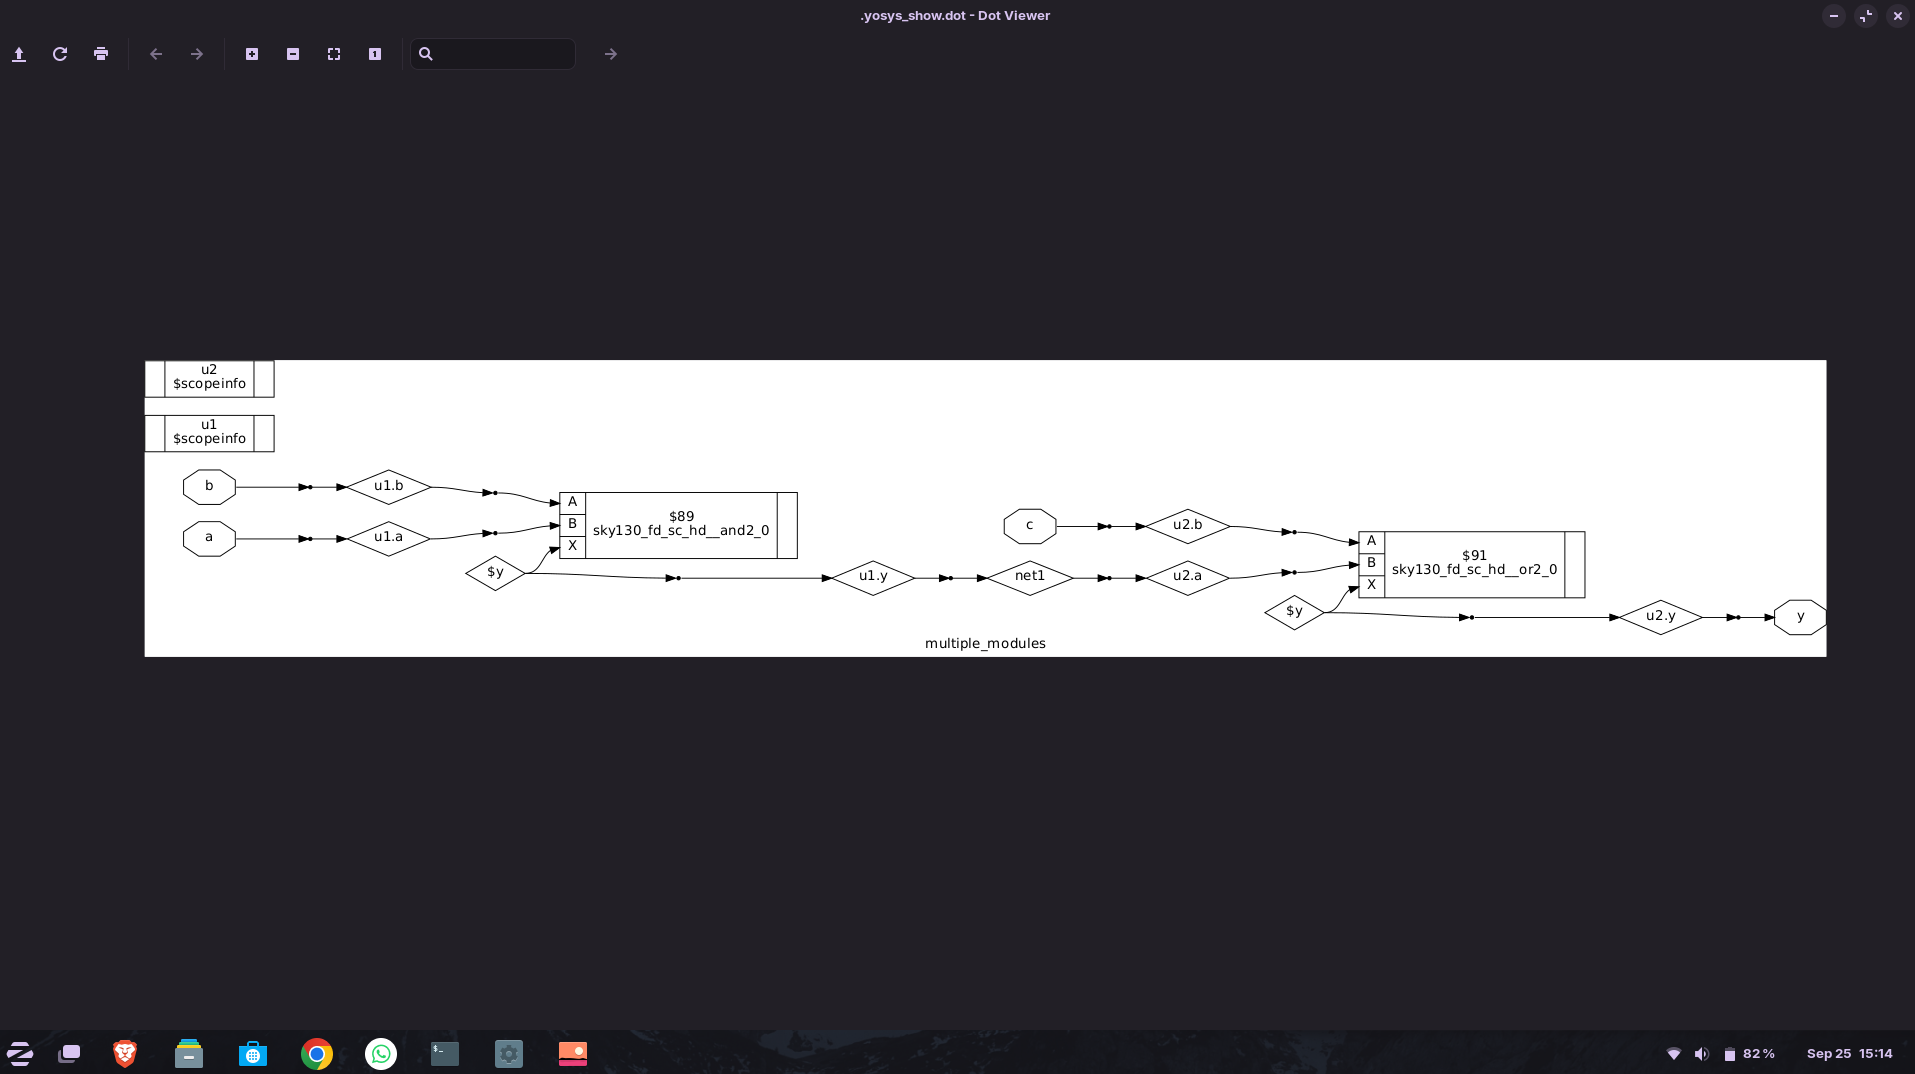 .yosys_show.dot - Dot Viewer
1
u2
$scopeinfo
u1
$scopeinfo
b
u1.b
a
u1.a
A
B
X
$89
sky130_fd_sc_hd__and2_0
$y
u1.y
net1
c
u2.b
u2.a
A
B
X
$91
sky130_fd_sc_hd__or2_0
$y
u2.y
y
multiple_modules
$-
82 %
Sep 25 15:14